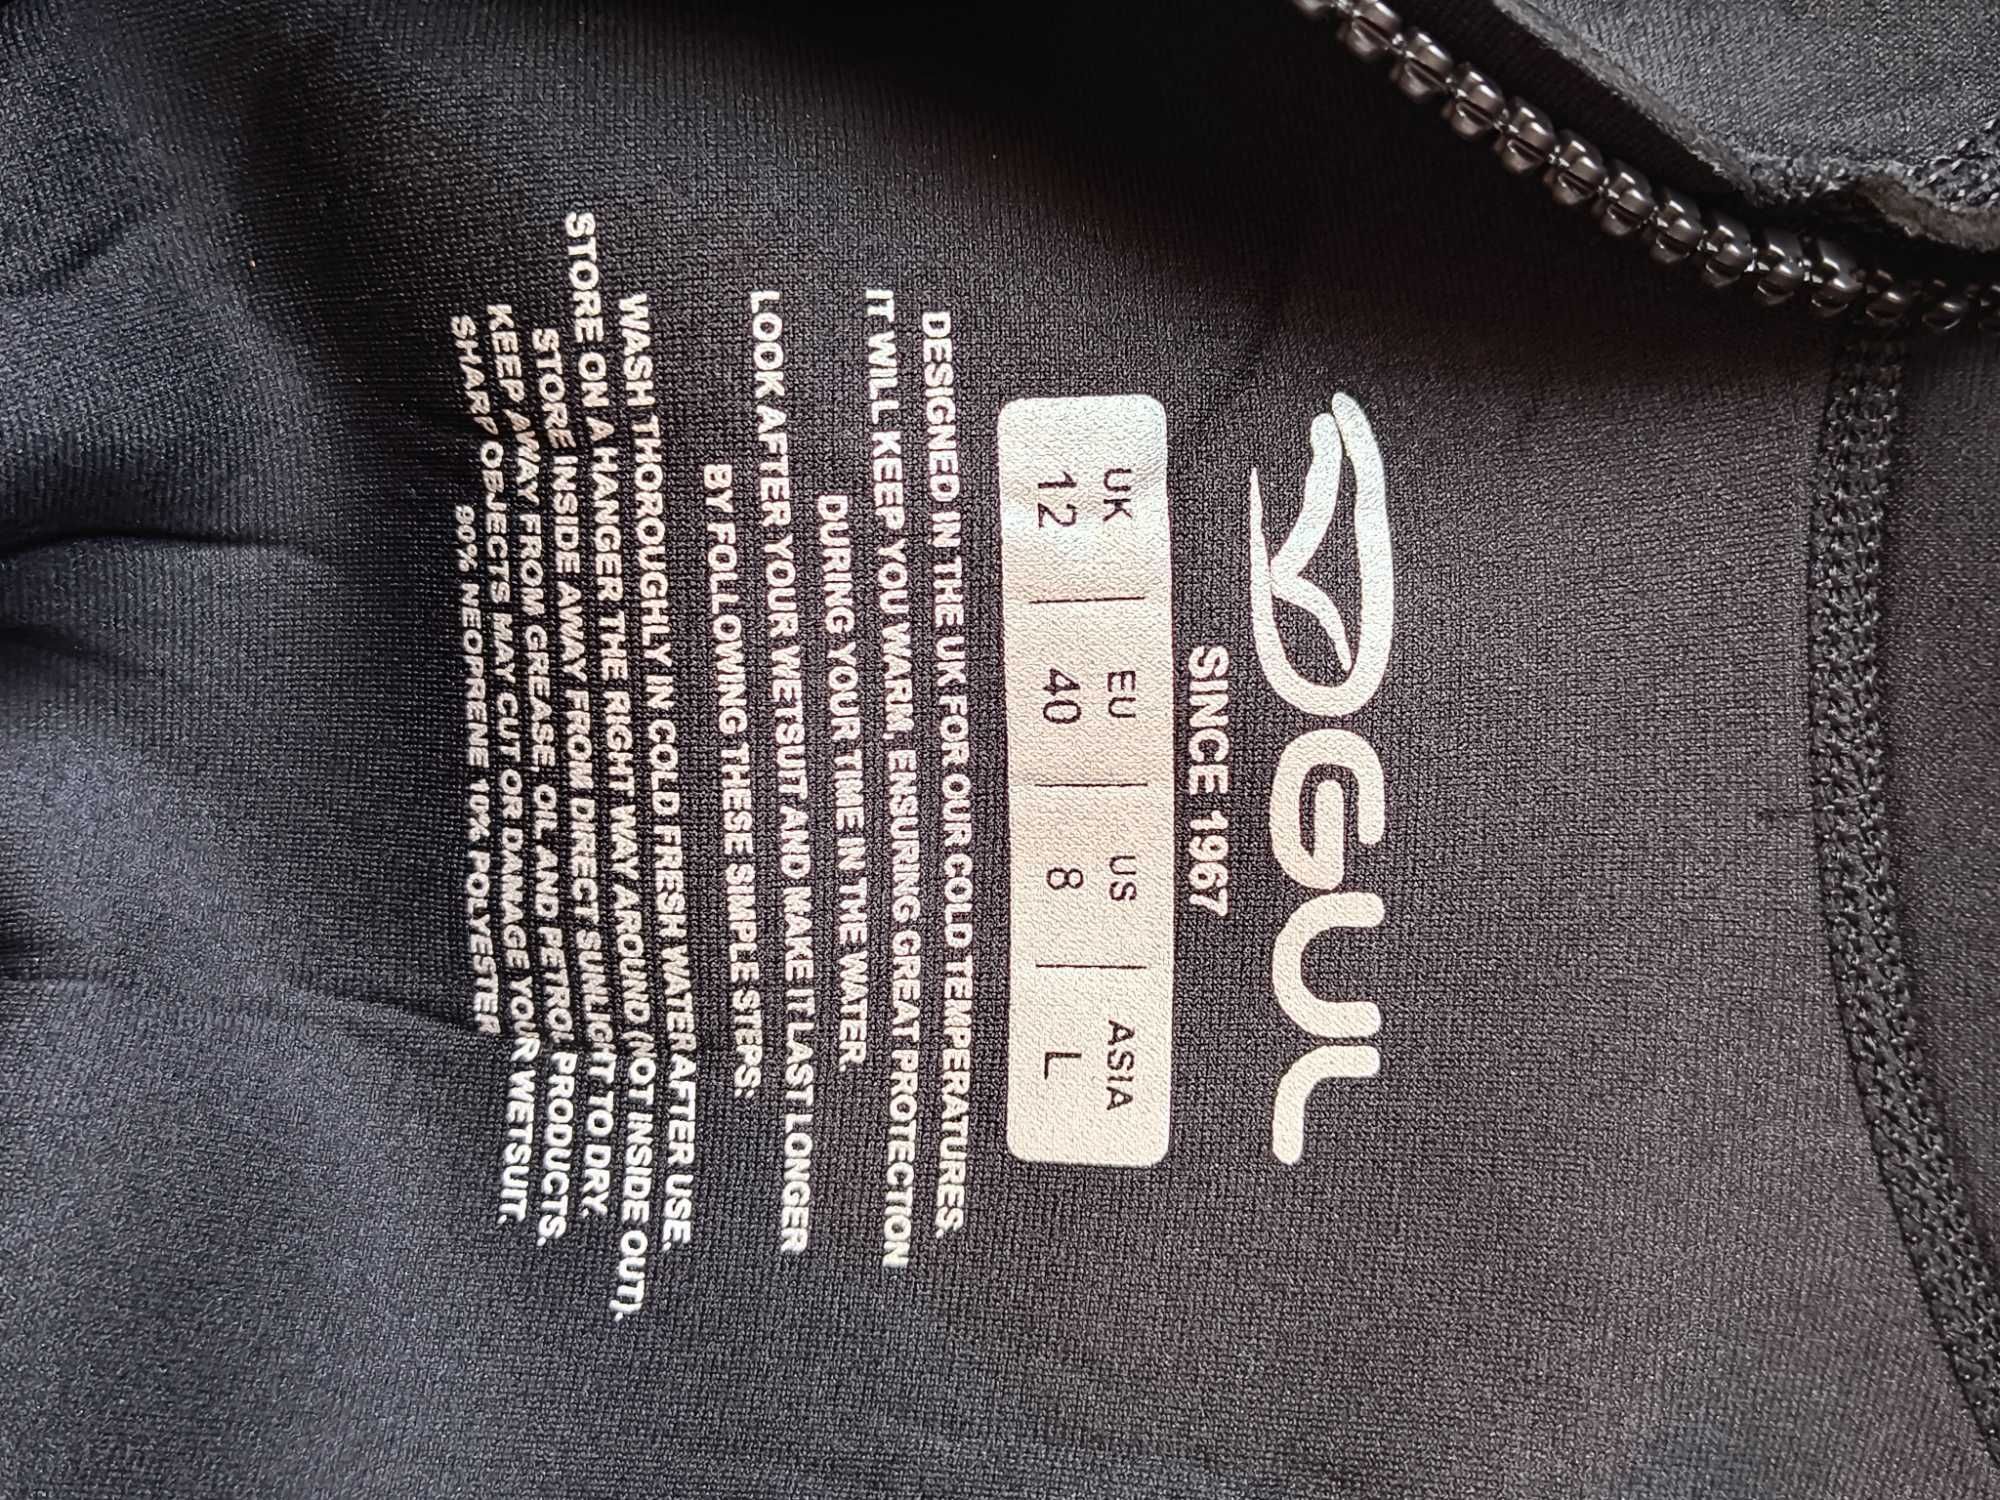 GUL
SINCE 1967
UK EU US ASIA
12 40 8 L
DESIGNED IN THE UK FOR OUR COLD TEMPERATURES.
IT WILL KEEP YOU WARM, ENSURING GREAT PROTECTION
DURING YOUR TIME IN THE WATER.
LOOK AFTER YOUR WETSUIT AND MAKE IT LAST LONGER
BY FOLLOWING THESE SIMPLE STEPS:
WASH THOROUGHLY IN COLD FRESH WATER AFTER USE.
STORE ON A HANGER THE RIGHT WAY AROUND (NOT INSIDE OUT).
STORE INSIDE AWAY FROM DIRECT SUNLIGHT TO DRY.
KEEP AWAY FROM GREASE, OIL AND PETROL PRODUCTS.
SHARP OBJECTS MAY CUT OR DAMAGE YOUR WETSUIT.
90% NEOPRENE 10% POLYESTER